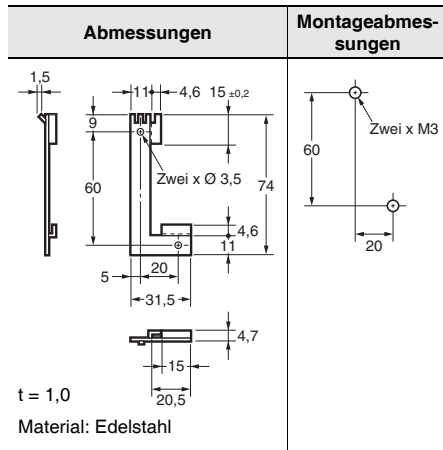 Abmessungen
Montageabmes-
sungen
1,5
11
4,6
15 ±0,2
9
Zwei x Ø 3,5
60
74
4,6
11
5
20
31,5
4,7
15
20,5
t = 1,0
Material: Edelstahl
Zwei x M3
60
20